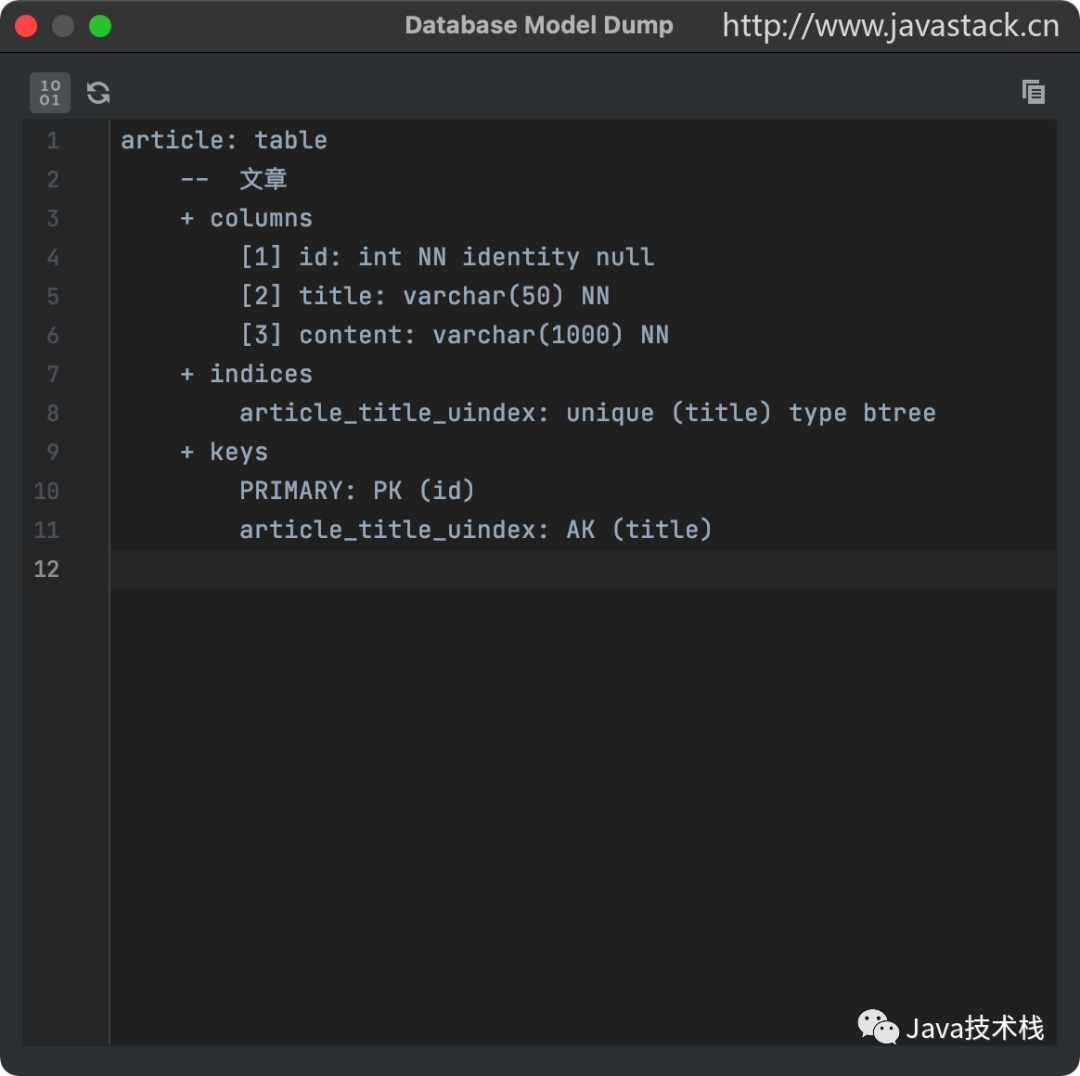 Database Model Dump http://www.javastack.cn
10
01
1 article: table
2 -- 文章
3 + columns
4 [1] id: int NN identity null
5 [2] title: varchar(50) NN
6 [3] content: varchar(1000) NN
7 + indices
8 article_title_uindex: unique (title) type btree
9 + keys
10 PRIMARY: PK (id)
11 article_title_uindex: AK (title)
12
Java技术栈